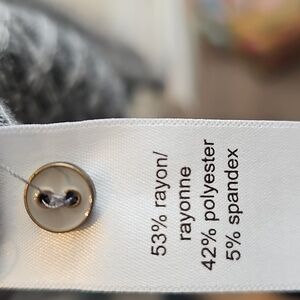 53% rayon/
rayonne
42% polyester
5% spandex